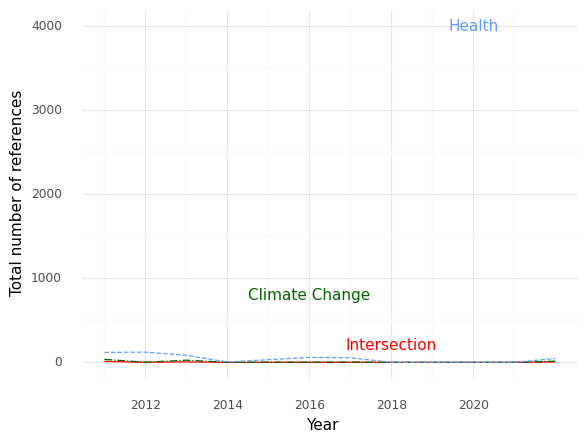 Health
4000
3000
2000
1000
0
Climate Change
Intersection
Total number of references
2012
2014
2016
2018
2020
Year